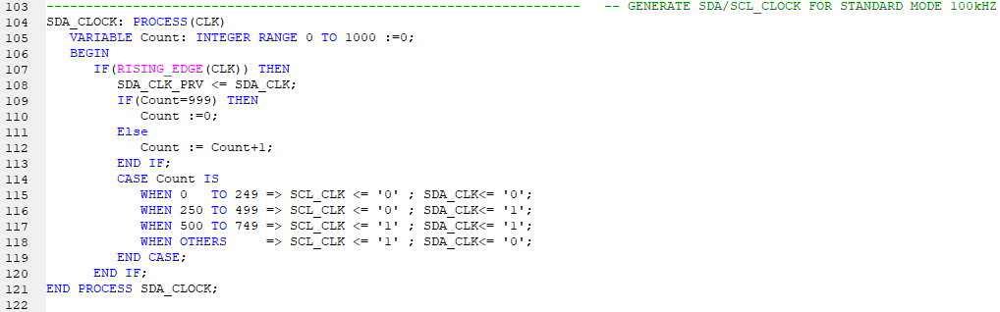 103 ---------------------------------------------------------------------- -- GENERATE SDA/SCL_CLOCK FOR STANDARD MODE 100kHZ
104 SDA_CLOCK: PROCESS(CLK)
105 VARIABLE Count: INTEGER RANGE 0 TO 1000 :=0;
106 BEGIN
107 IF(RISING_EDGE(CLK)) THEN
108 SDA_CLK_PRV <= SDA_CLK;
109 IF(Count=999) THEN
110 Count :=0;
111 Else
112 Count := Count+1;
113 END IF;
114 CASE Count IS
115 WHEN 0 TO 249 => SCL_CLK <= '0' ; SDA_CLK<= '0';
116 WHEN 250 TO 499 => SCL_CLK <= '0' ; SDA_CLK<= '1';
117 WHEN 500 TO 749 => SCL_CLK <= '1' ; SDA_CLK<= '1';
118 WHEN OTHERS => SCL_CLK <= '1' ; SDA_CLK<= '0';
119 END CASE;
120 END IF;
121 END PROCESS SDA_CLOCK;
122